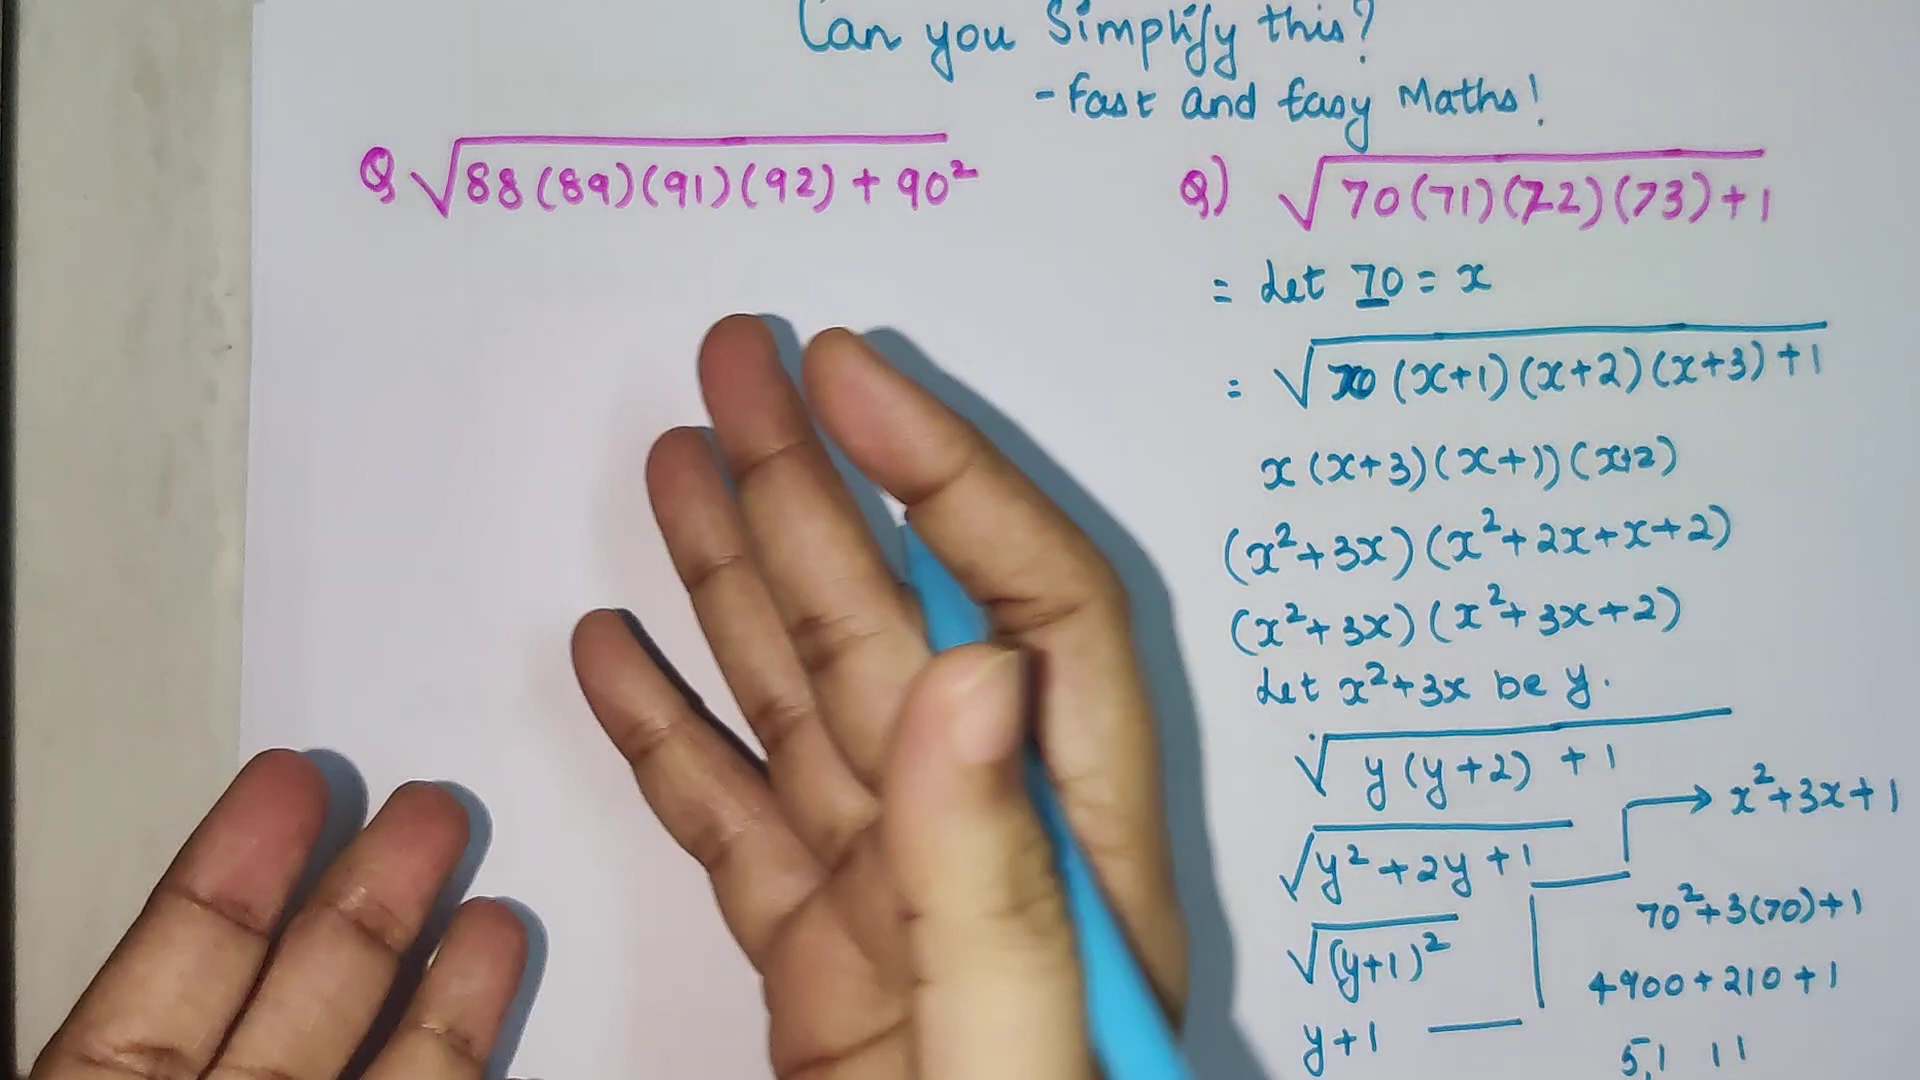 Can you Simplify this?
- Fast and Easy Maths!
Q √88(89)(91)(92) + 90²
Q) √70(71)(72)(73)+1
= Let 70 = x
= √x(x+1)(x+2)(x+3)+1
x(x+3)(x+1)(x+2)
(x²+3x)(x²+2x+x+2)
(x²+3x)(x²+3x+2)
Let x²+3x be y.
√y(y+2) +1
→ x²+3x+1
√y²+2y+1
70²+3(70)+1
√(y+1)²
4900+210+1
y+1
5,111